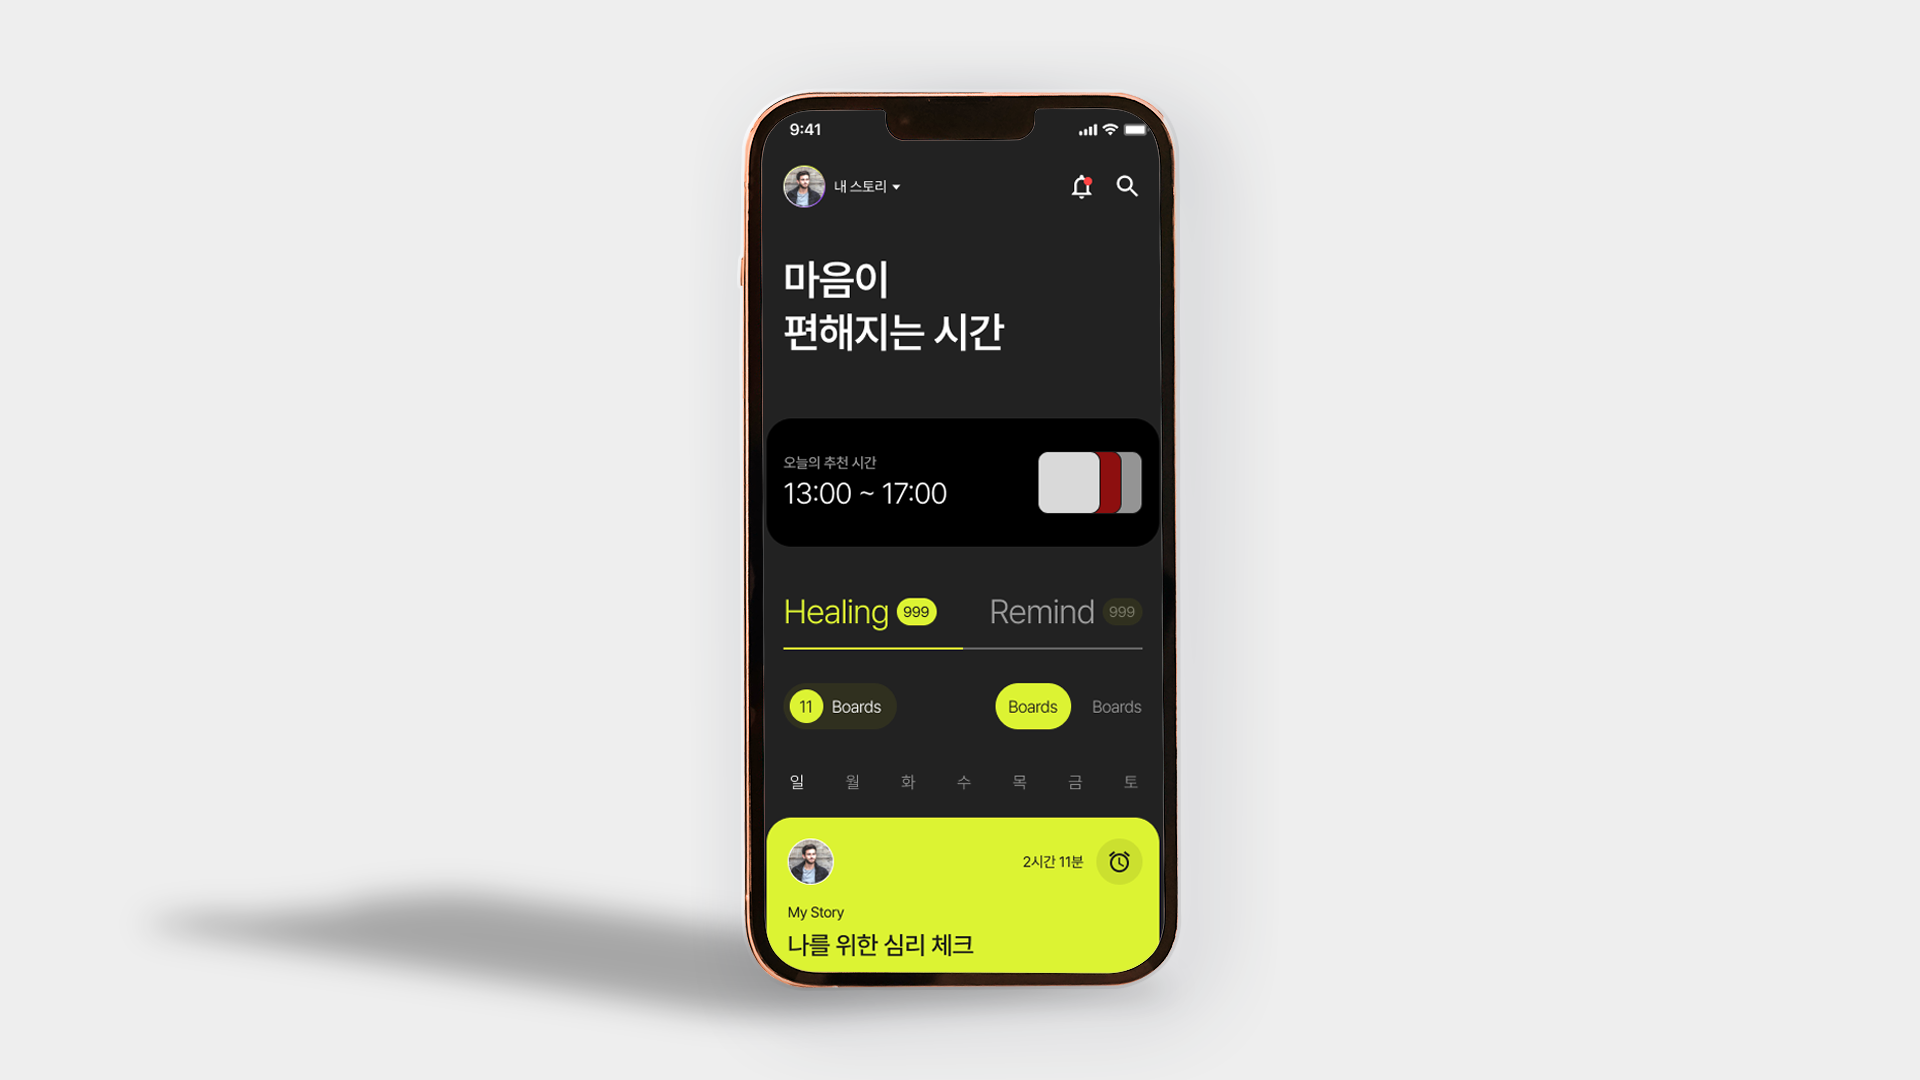 9:41
내 스토리
마음이
편해지는 시간
오늘의 추천 시간
13:00 ~ 17:00
Healing 999
Remind 999
11 Boards
Boards
Boards
일 월 화 수 목 금 토
2시간 11분
My Story
나를 위한 심리 체크